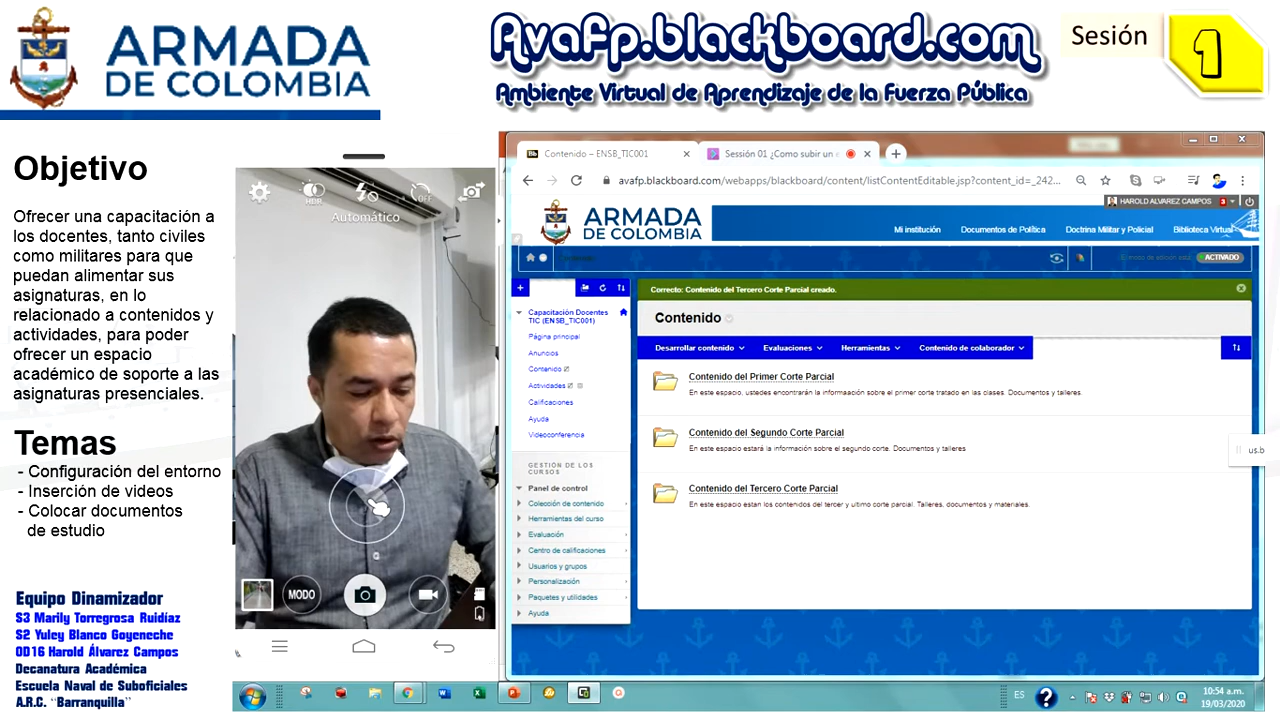 ARMADA
DE COLOMBIA
AvaFp.blackboard.com
Ambiente Virtual de Aprendizaje de la Fuerza Pública
Sesión
1
Objetivo
Ofrecer una capacitación a
los docentes, tanto civiles
como militares para que
puedan alimentar sus
asignaturas, en lo
relacionado a contenidos y
actividades, para poder
ofrecer un espacio
académico de soporte a las
asignaturas presenciales.
Temas
- Configuración del entorno
- Inserción de videos
- Colocar documentos
de estudio
Equipo Dinamizador
S3 Marily Torregrosa Ruidíaz
S2 Yuley Blanco Goyeneche
OD16 Harold Álvarez Campos
Decanatura Académica
Escuela Naval de Suboficiales
A.R.C. "Barranquilla"
HDR
OFF
Automático
MODO
Contenido – ENSB_TIC001
Sessión 01 ¿Como subir un
avafp.blackboard.com/webapps/blackboard/content/listContentEditable.jsp?content_id=_242...
ARMADA
DE COLOMBIA
HAROLD ALVAREZ CAMPOS 3
Mi institución
Documentos de Política
Doctrina Militar y Policial
Biblioteca Virtual
ACTIVADO
Capacitación Docentes
TIC (ENSB_TIC001)
Página principal
Anuncios
Contenido
Actividades
Calificaciones
Ayuda
Videoconferencia
GESTIÓN DE LOS
CURSOS
Panel de control
Colección de contenido
Herramientas del curso
Evaluación
Centro de calificaciones
Usuarios y grupos
Personalización
Paquetes y utilidades
Ayuda
Correcto: Contenido del Tercero Corte Parcial creado.
Contenido
Desarrollar contenido
Evaluaciones
Herramientas
Contenido de colaborador
Contenido del Primer Corte Parcial
En este espacio, ustedes encontrarán la informaación sobre el primer corte tratado en las clases. Documentos y talleres.
Contenido del Segundo Corte Parcial
En este espacio estará la información sobre el segundo corte. Documentos y talleres
Contenido del Tercero Corte Parcial
En este espacio estan los contenidos del tercer y ultimo corte parcial. Talleres, documentos y materiales.
us.b
ES
10:54 a.m.
19/03/2020